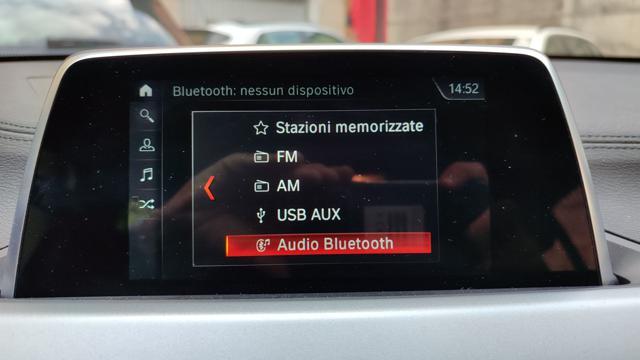 Bluetooth: nessun dispositivo
14:52
Stazioni memorizzate
FM
AM
USB AUX
Audio Bluetooth